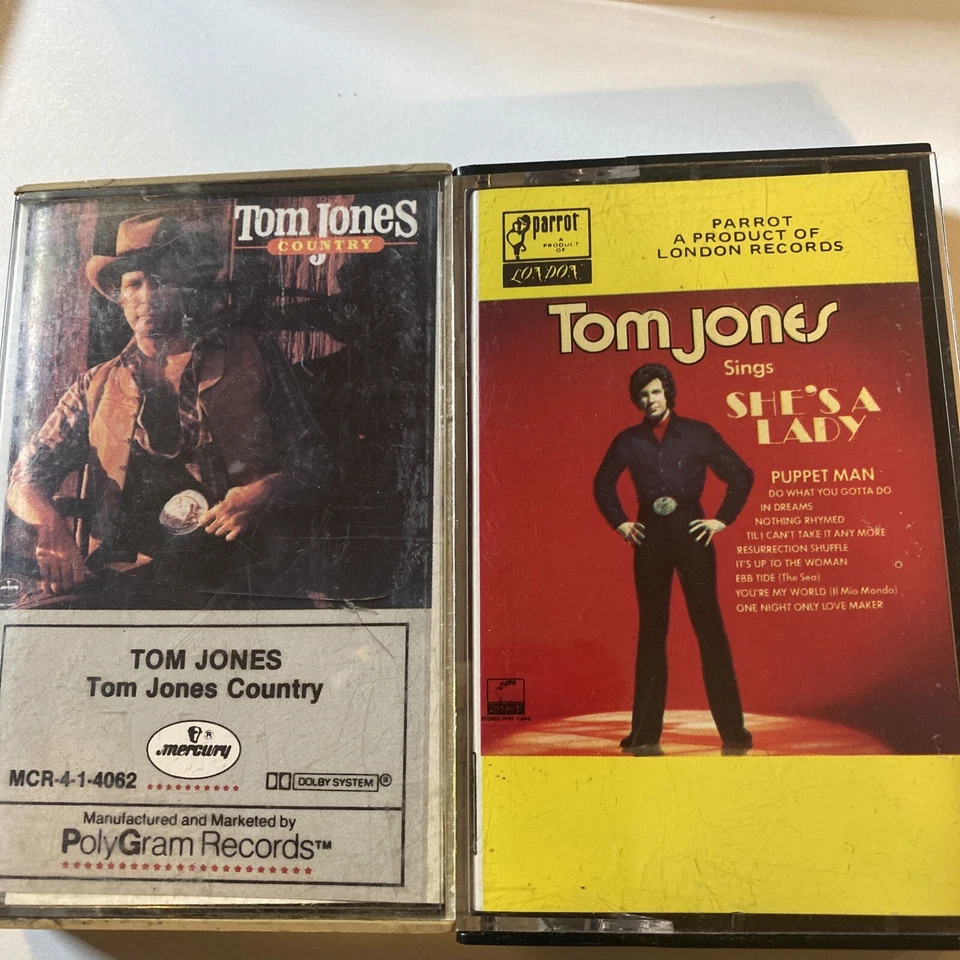 Tom Jones
COUNTRY
mercury
TOM JONES
Tom Jones Country
mercury ®
MCR-4-1-4062
DOLBY SYSTEM ®
Manufactured and Marketed by
PolyGram Records™
parrot
A
PRODUCT
OF
LONDON
PARROT
A PRODUCT OF
LONDON RECORDS
Tom Jones
Sings
SHE'S A
LADY
PUPPET MAN
DO WHAT YOU GOTTA DO
IN DREAMS
NOTHING RHYMED
TIL I CAN'T TAKE IT ANY MORE
RESURRECTION SHUFFLE
IT'S UP TO THE WOMAN
EBB TIDE (The Sea)
YOU'RE MY WORLD (Il Mio Mondo)
ONE NIGHT ONLY LOVE MAKER